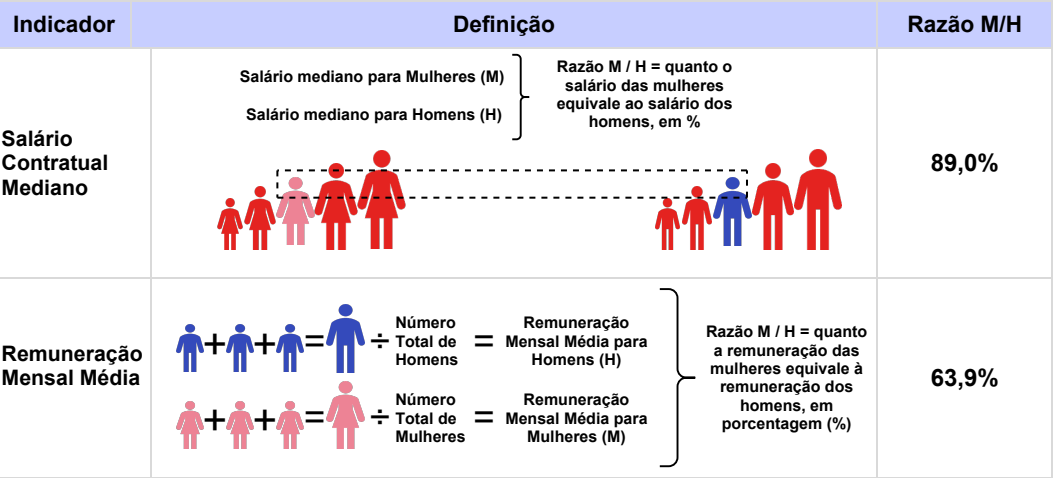 Indicador
Definição
Razão M/H
Salário
Contratual
Mediano
Salário mediano para Mulheres (M)
Salário mediano para Homens (H)
Razão M / H = quanto o
salário das mulheres
equivale ao salário dos
homens, em %
89,0%
Remuneração
Mensal Média
+ + = ÷
Número
Total de
Homens
=
Remuneração
Mensal Média para
Homens (H)
+ + = ÷
Número
Total de
Mulheres
=
Remuneração
Mensal Média para
Mulheres (M)
Razão M / H = quanto
a remuneração das
mulheres equivale à
remuneração dos
homens, em
porcentagem (%)
63,9%